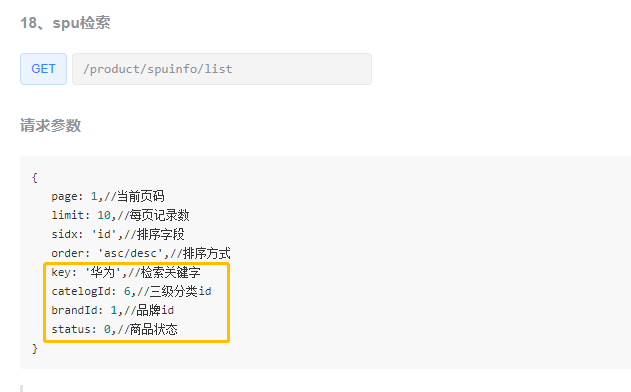 18、spu检索
GET /product/spuinfo/list
请求参数
{
page: 1,//当前页码
limit: 10,//每页记录数
sidx: 'id',//排序字段
order: 'asc/desc',//排序方式
key: '华为',//检索关键字
catelogId: 6,//三级分类id
brandId: 1,//品牌id
status: 0,//商品状态
}